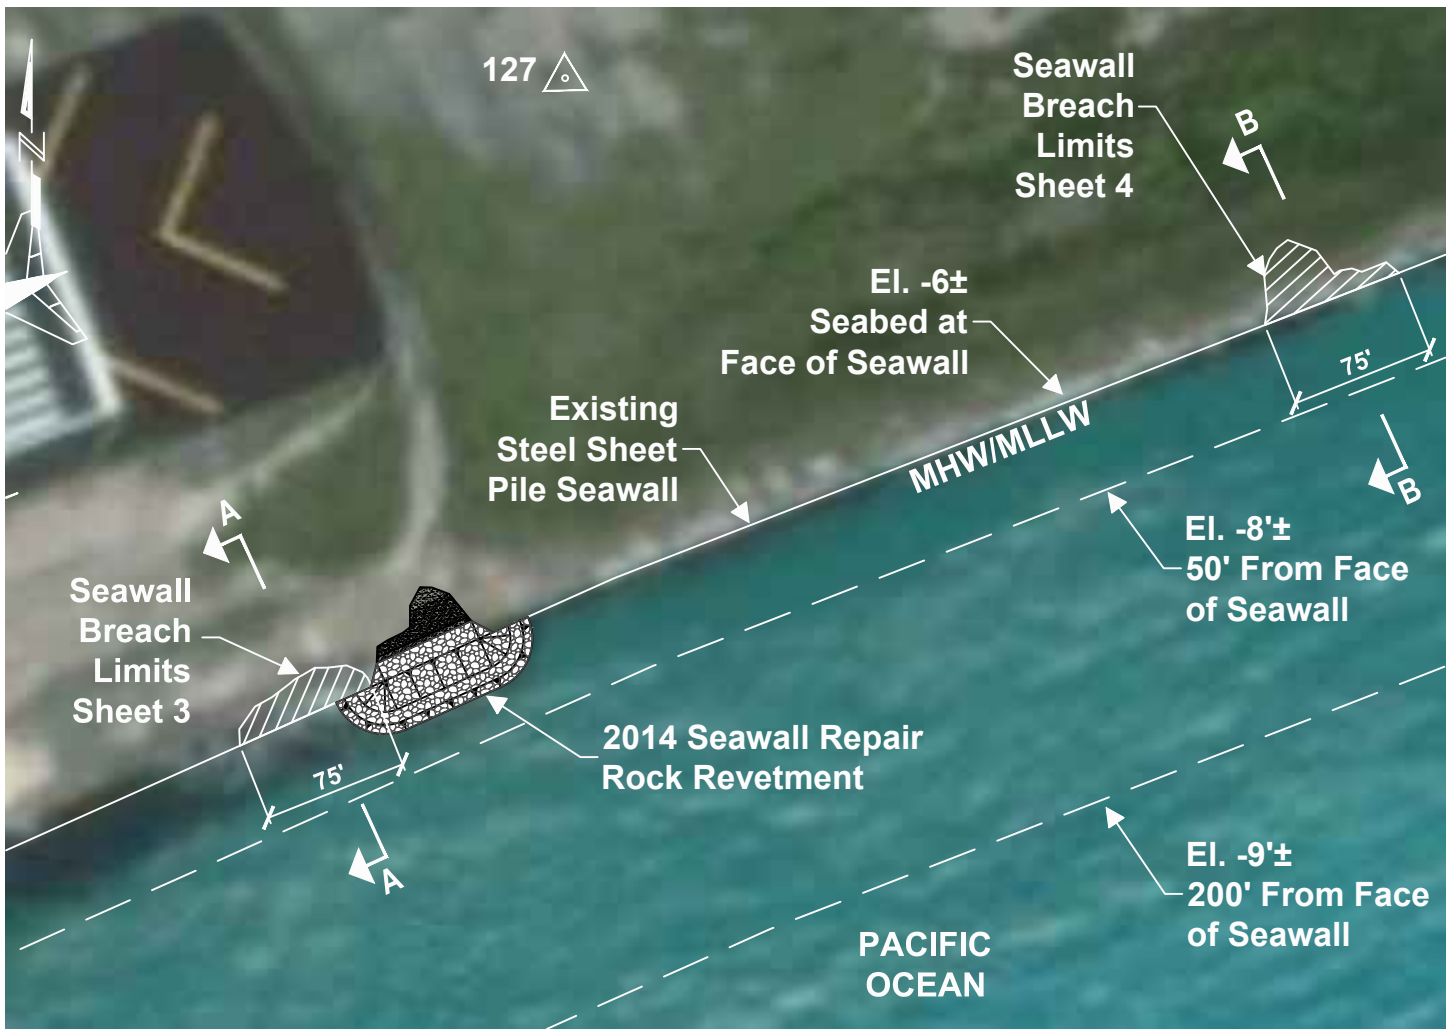 127
Seawall
Breach
Limits
Sheet 4
B
N
El. -6±
Seabed at
Face of Seawall
75'
Existing
Steel Sheet
Pile Seawall
MHW/MLLW
B
A
El. -8'±
50' From Face
of Seawall
Seawall
Breach
Limits
Sheet 3
2014 Seawall Repair
Rock Revetment
75'
A
El. -9'±
200' From Face
of Seawall
PACIFIC
OCEAN